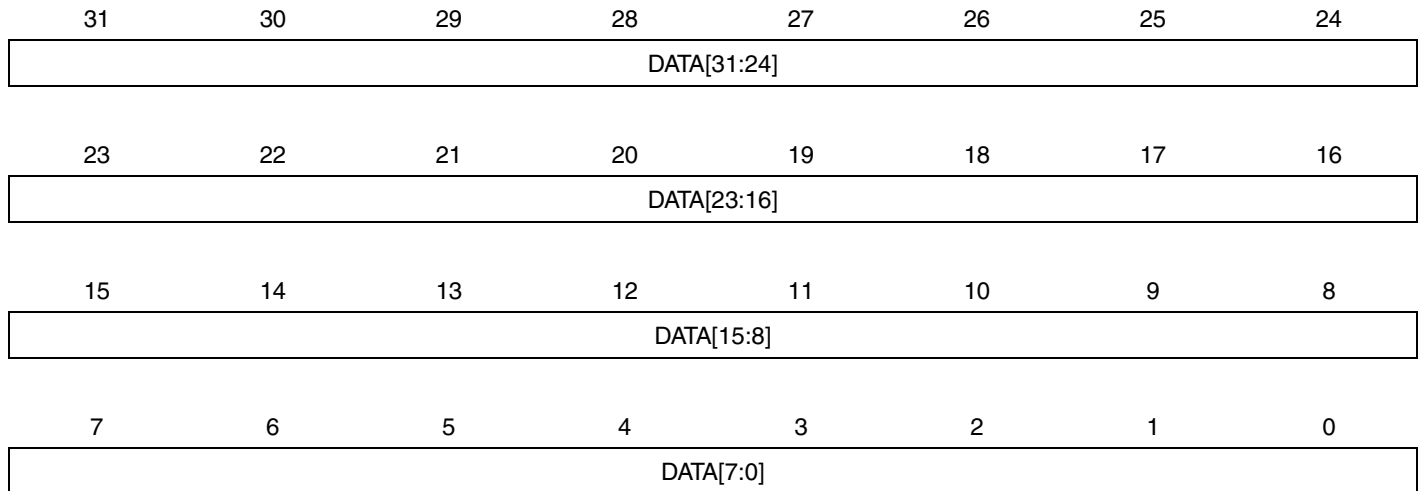 31 30 29 28 27 26 25 24
DATA[31:24]
23 22 21 20 19 18 17 16
DATA[23:16]
15 14 13 12 11 10 9 8
DATA[15:8]
7 6 5 4 3 2 1 0
DATA[7:0]